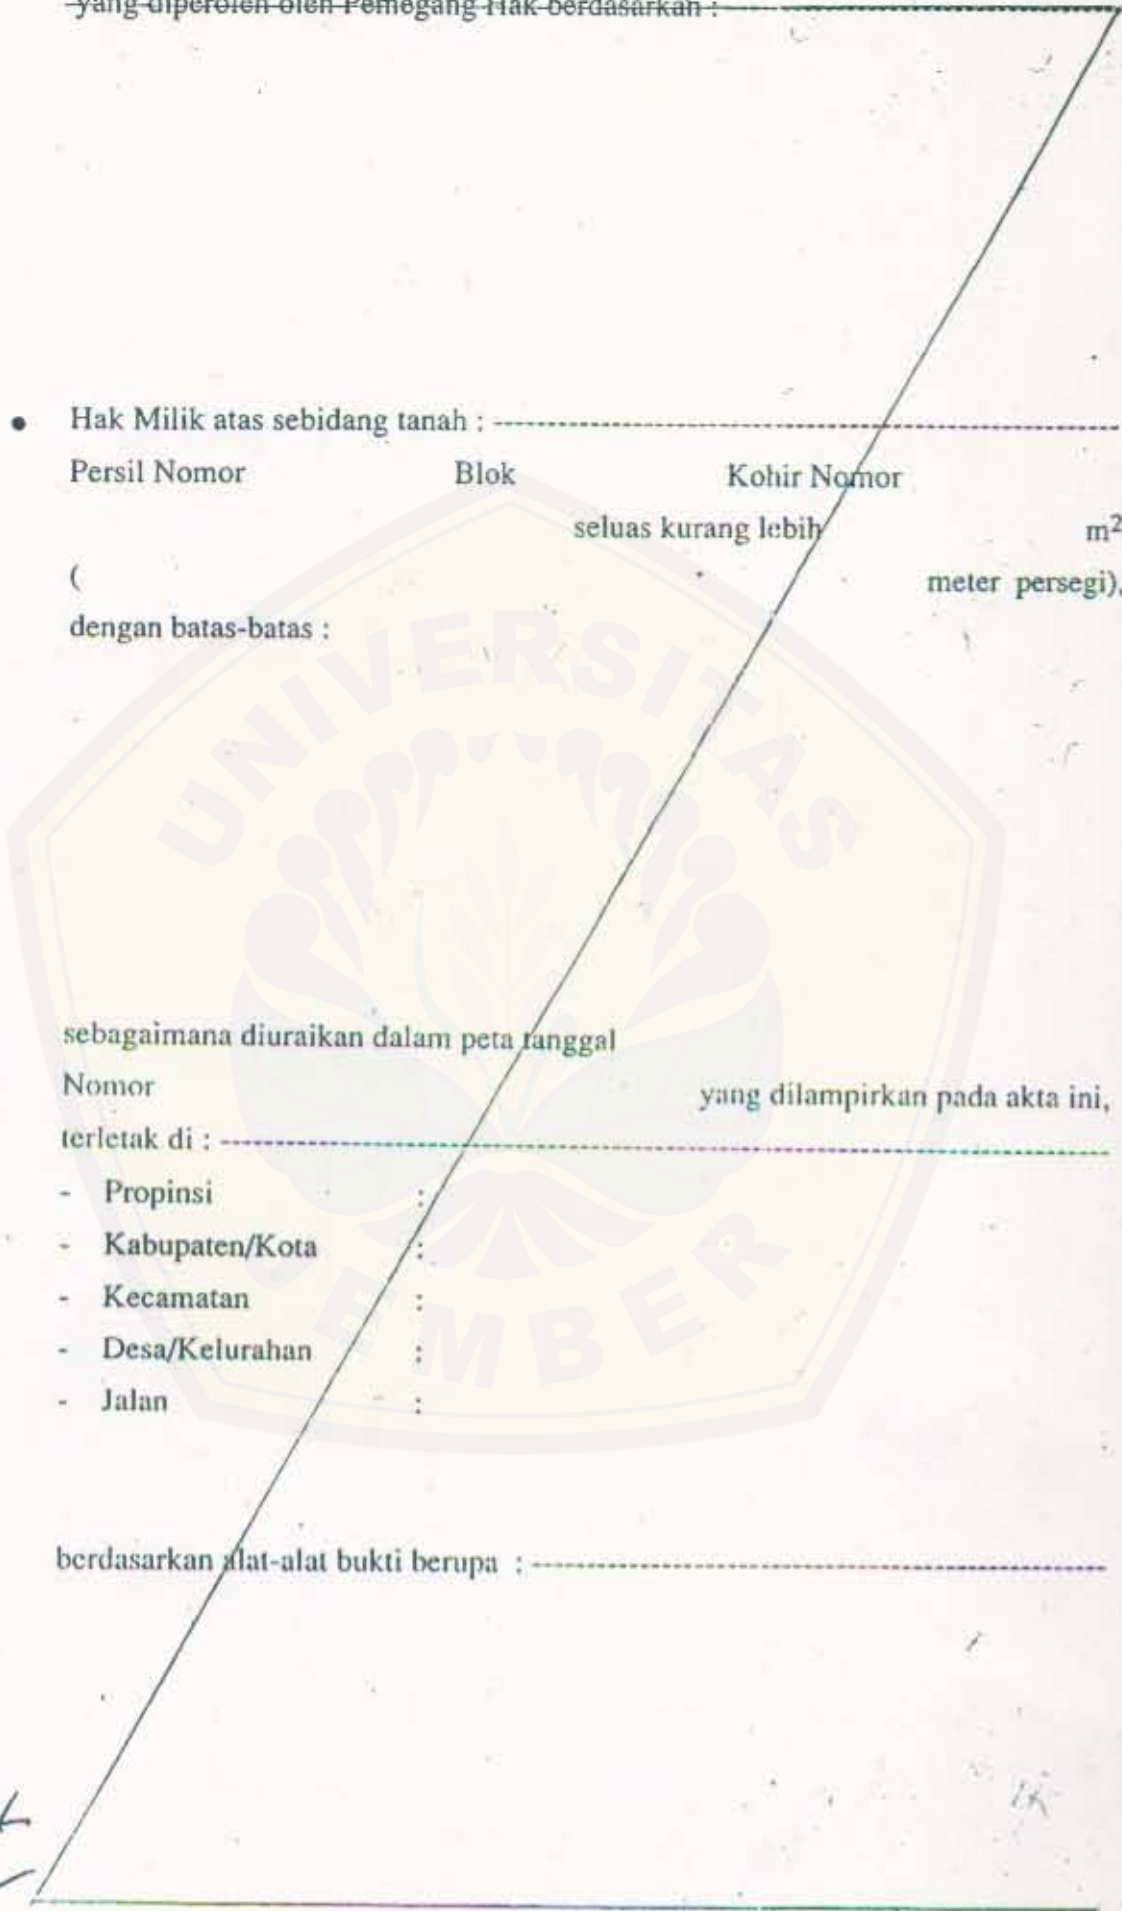 yang diperoleh oleh Pemegang Hak berdasarkan :
• Hak Milik atas sebidang tanah :
Persil Nomor Blok Kohir Nomor
seluas kurang lebih m²
( meter persegi),
dengan batas-batas :
UNIVERSITAS
sebagaimana diuraikan dalam peta tanggal
Nomor yang dilampirkan pada akta ini,
terletak di :
- Propinsi :
- Kabupaten/Kota :
- Kecamatan :
- Desa/Kelurahan :
- Jalan :
JEMBER
berdasarkan alat-alat bukti berupa :